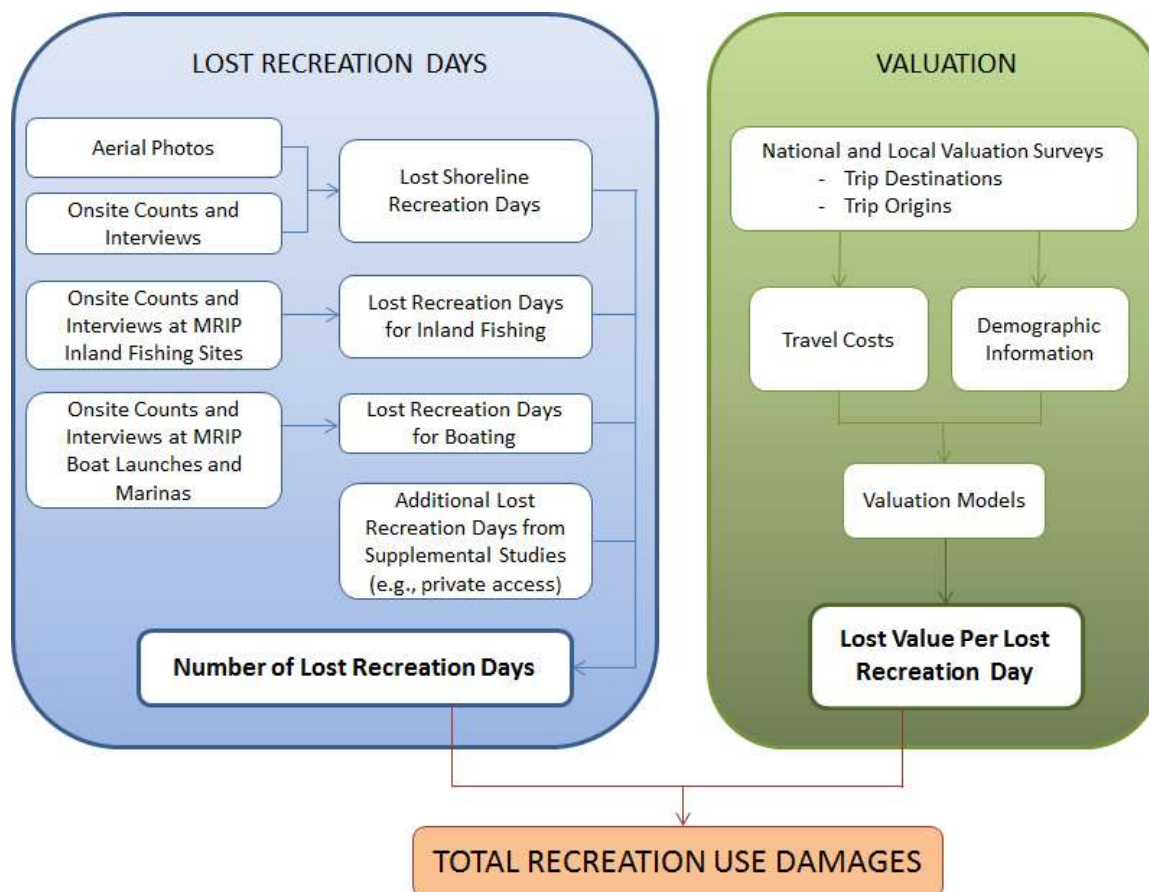 LOST RECREATION DAYS
Aerial Photos
Onsite Counts and
Interviews
Lost Shoreline
Recreation Days
Onsite Counts and
Interviews at MRIP
Inland Fishing Sites
Lost Recreation Days
for Inland Fishing
Onsite Counts and
Interviews at MRIP
Boat Launches and
Marinas
Lost Recreation Days
for Boating
Additional Lost
Recreation Days from
Supplemental Studies
(e.g., private access)
Number of Lost Recreation Days
VALUATION
National and Local Valuation Surveys
- Trip Destinations
- Trip Origins
Travel Costs
Demographic
Information
Valuation Models
Lost Value Per Lost
Recreation Day
TOTAL RECREATION USE DAMAGES